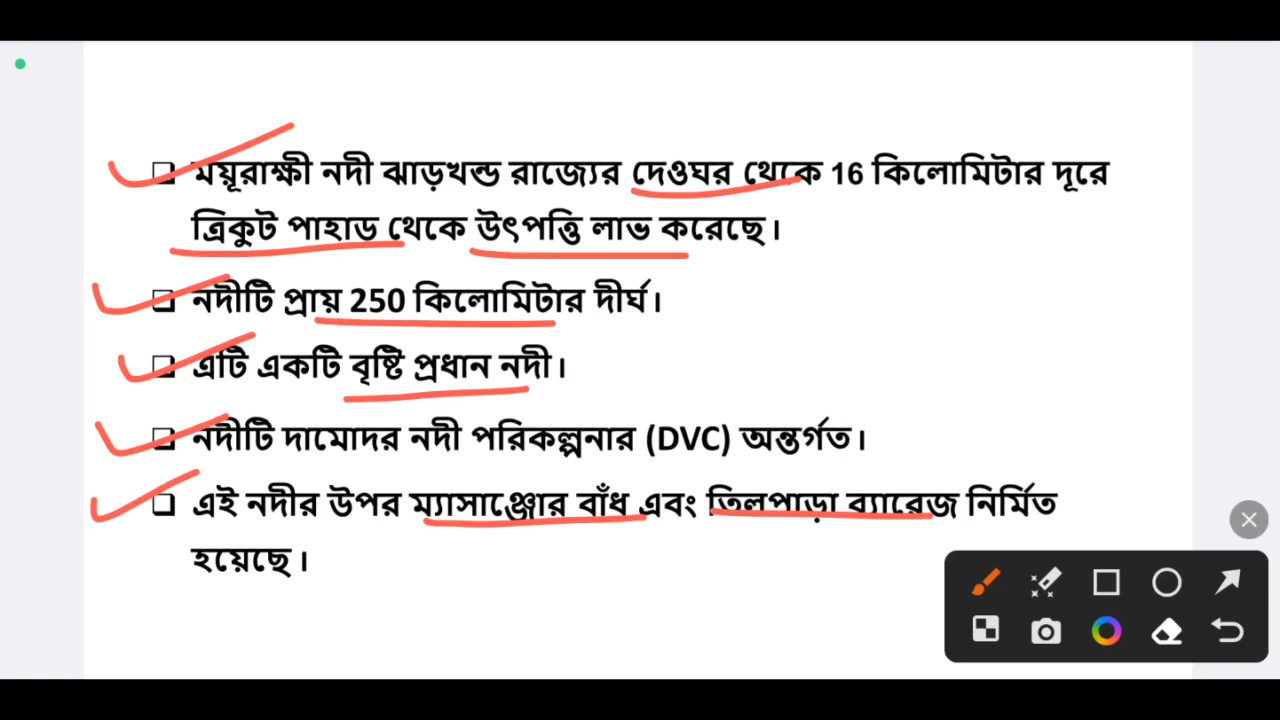 ময়ূরাক্ষী নদী ঝাড়খন্ড রাজ্যের দেওঘর থেকে 16 কিলোমিটার দূরে
ত্রিকুট পাহাড থেকে উৎপত্তি লাভ করেছে।
নদীটি প্রায় 250 কিলোমিটার দীর্ঘ।
এটি একটি বৃষ্টি প্রধান নদী।
নদীটি দামোদর নদী পরিকল্পনার (DVC) অন্তর্গত।
এই নদীর উপর ম্যাসাঞ্জোর বাঁধ এবং তিলপাড়া ব্যারেজ নির্মিত
হয়েছে।